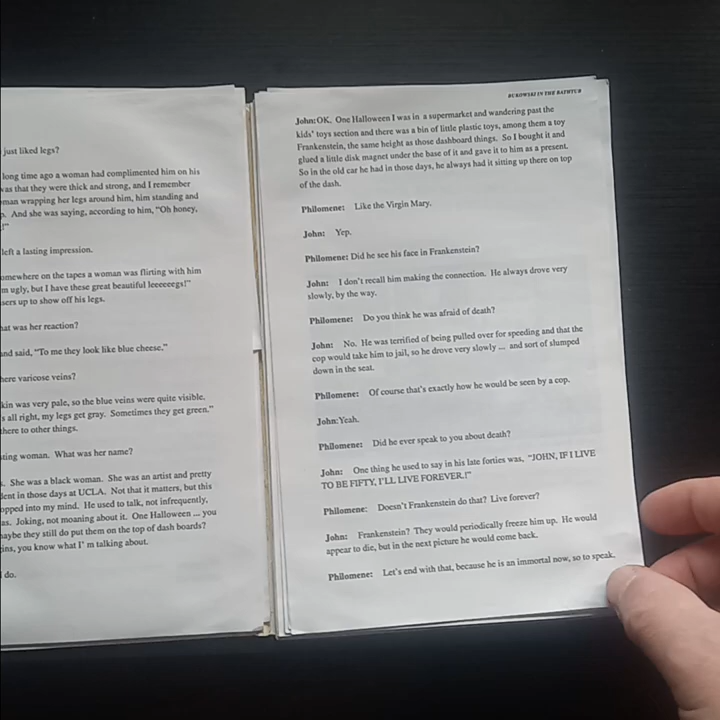 just liked legs?
long time ago a woman had complimented him on his
was that they were thick and strong, and I remember
man wrapping her legs around him, him standing and
And she was saying, according to him, “Oh honey,
!”
left a lasting impression.
omewhere on the tapes a woman was flirting with him
m ugly, but I have these great beautiful leeeeegs!”
sers up to show off his legs.
hat was her reaction?
and said, “To me they look like blue cheese.”
here varicose veins?
kin was very pale, so the blue veins were quite visible.
s all right, my legs get gray. Sometimes they get green.”
there to other things.
sting woman. What was her name?
She was a black woman. She was an artist and pretty
dent in those days at UCLA. Not that it matters, but this
opped into my mind. He used to talk, not infrequently,
as. Joking, not moaning about it. One Halloween ... you
maybe they still do put them on the top of dash boards?
ins, you know what I’ m talking about.
I do.
BUKOWSKI IN THE BATHTUB
John: OK. One Halloween I was in a supermarket and wandering past the
kids’ toys section and there was a bin of little plastic toys, among them a toy
Frankenstein, the same height as those dashboard things. So I bought it and
glued a little disk magnet under the base of it and gave it to him as a present.
So in the old car he had in those days, he always had it sitting up there on top
of the dash.
Philomene: Like the Virgin Mary.
John: Yep.
Philomene: Did he see his face in Frankenstein?
John: I don’t recall him making the connection. He always drove very
slowly, by the way.
Philomene: Do you think he was afraid of death?
John: No. He was terrified of being pulled over for speeding and that the
cop would take him to jail, so he drove very slowly ... and sort of slumped
down in the seat.
Philomene: Of course that’s exactly how he would be seen by a cop.
John: Yeah.
Philomene: Did he ever speak to you about death?
John: One thing he used to say in his late forties was, “JOHN, IF I LIVE
TO BE FIFTY, I’LL LIVE FOREVER!”
Philomene: Doesn’t Frankenstein do that? Live forever?
John: Frankenstein? They would periodically freeze him up. He would
appear to die, but in the next picture he would come back.
Philomene: Let’s end with that, because he is an immortal now, so to speak.